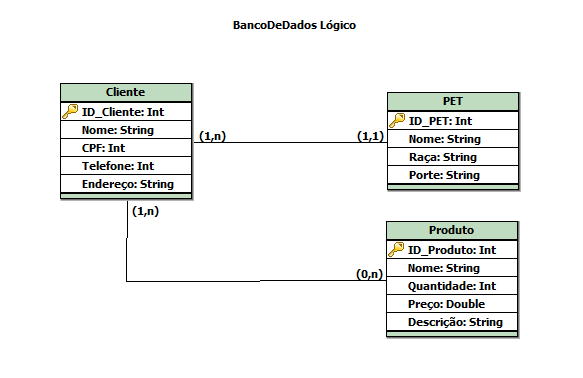 BancoDeDados Lógico
Cliente
ID_Cliente: Int
Nome: String
CPF: Int
Telefone: Int
Endereço: String
(1,n)
(1,1)
PET
ID_PET: Int
Nome: String
Raça: String
Porte: String
(1,n)
(0,n)
Produto
ID_Produto: Int
Nome: String
Quantidade: Int
Preço: Double
Descrição: String